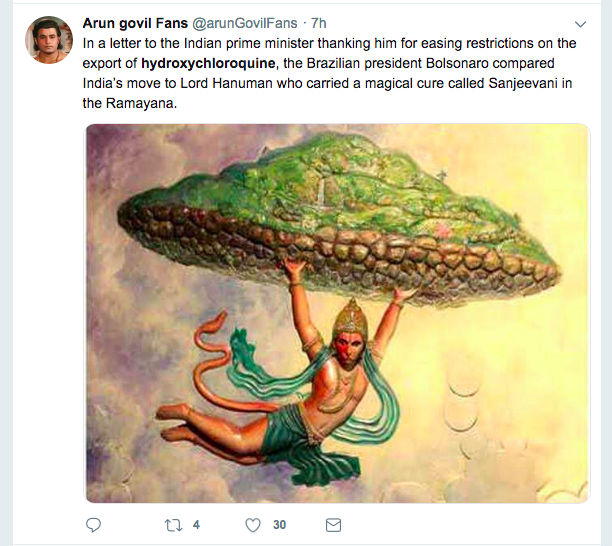 Arun govil Fans @arunGovilFans · 7h
In a letter to the Indian prime minister thanking him for easing restrictions on the
export of hydroxychloroquine, the Brazilian president Bolsonaro compared
India's move to Lord Hanuman who carried a magical cure called Sanjeevani in
the Ramayana.
4 30